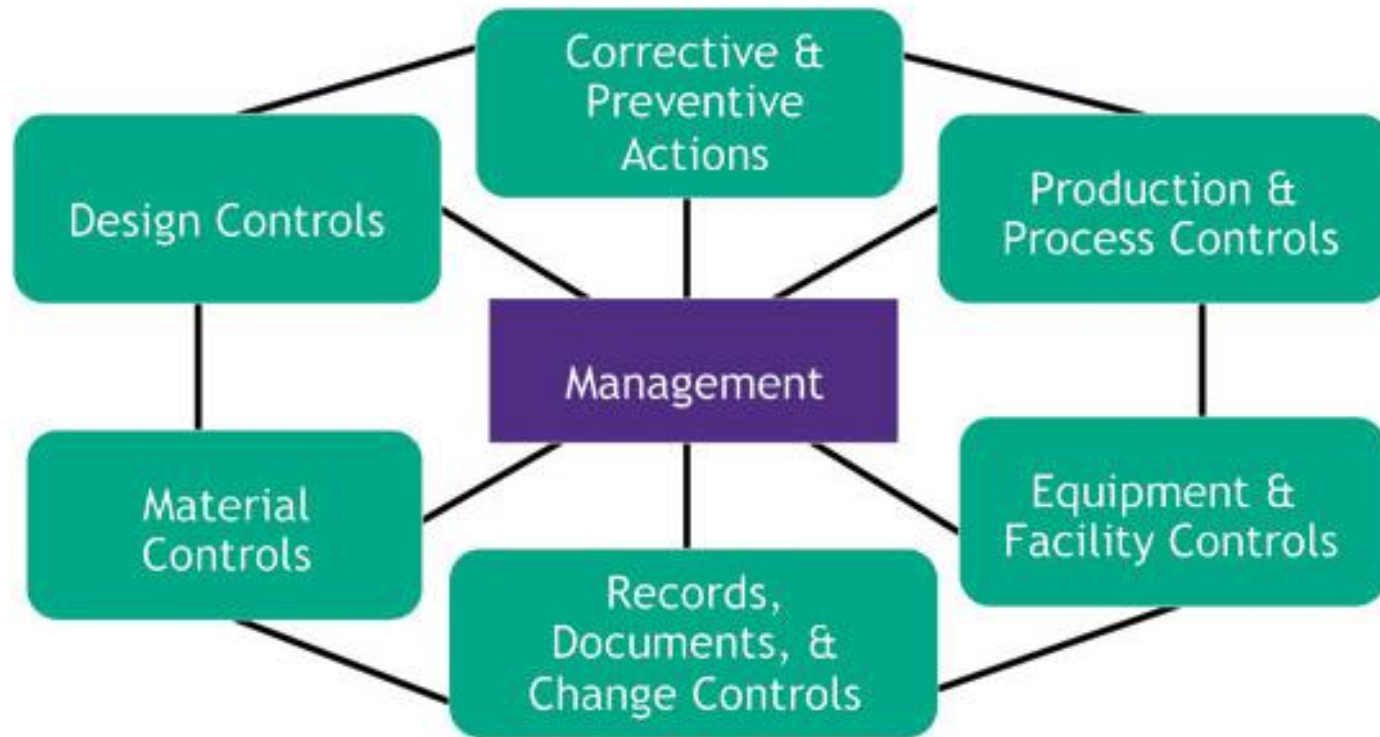 Corrective &
Preventive
Actions
Design Controls
Production &
Process Controls
Management
Material
Controls
Equipment &
Facility Controls
Records,
Documents, &
Change Controls